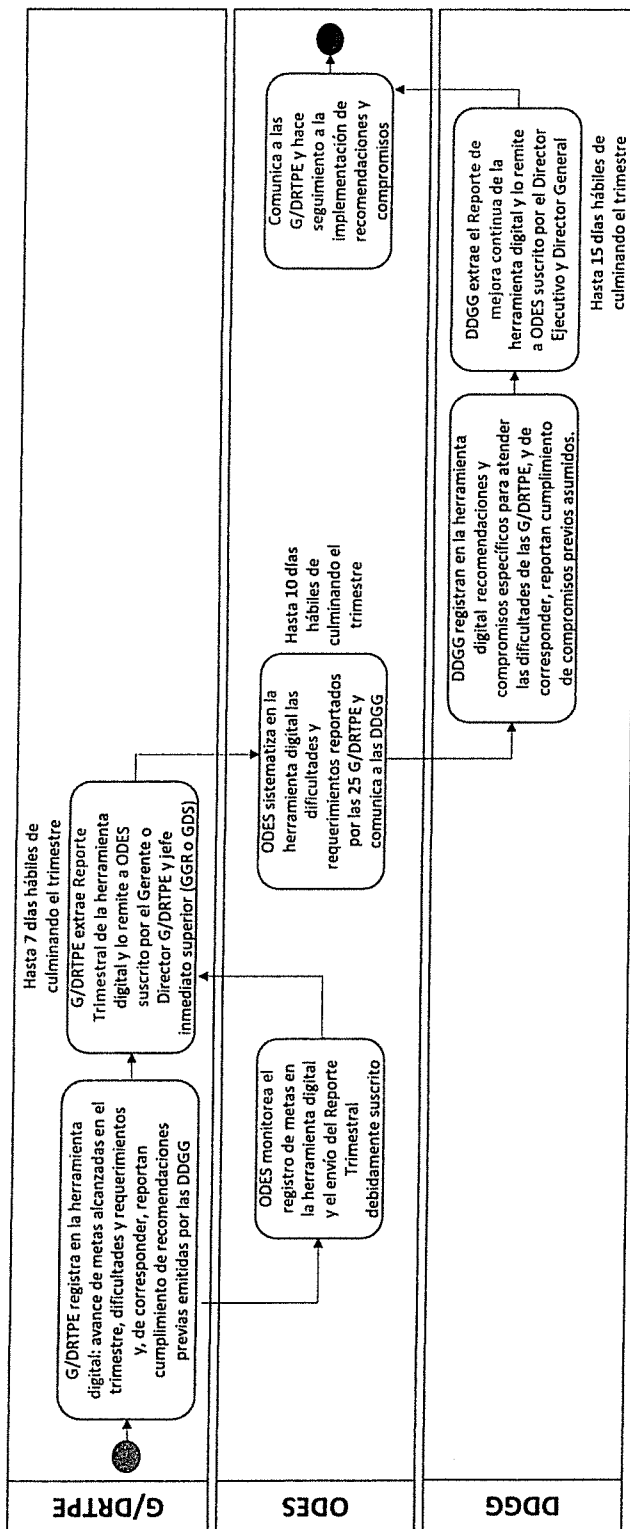 G/DRTPE
G/DRTPE registra en la herramienta
digital: avance de metas alcanzadas en el
trimestre, dificultades y requerimientos
y, de corresponder, reportan
cumplimiento de recomendaciones
previas emitidas por las DDGG
Hasta 7 días hábiles de
culminando el trimestre
G/DRTPE extrae Reporte
Trimestral de la herramienta
digital y lo remite a ODES
suscrito por el Gerente o
Director G/DRTPE y jefe
inmediato superior (GGR o GDS)
ODES
ODES monitorea el
registro de metas en
la herramienta digital
y el envío del Reporte
Trimestral
debidamente suscrito
ODES sistematiza en la
herramienta digital las
dificultades y
requerimientos reportados
por las 25 G/DRTPE y
comunica a las DDGG
Hasta 10 días
hábiles de
culminando el
trimestre
Comunica a las
G/DRTPE y hace
seguimiento a la
implementación de
recomendaciones y
compromisos
DDGG
DDGG registran en la herramienta
digital recomendaciones y
compromisos específicos para atender
las dificultades de las G/DRTPE, y de
corresponder, reportan cumplimiento
de compromisos previos asumidos.
DDGG extrae el Reporte de
mejora continua de la
herramienta digital y lo remite
a ODES suscrito por el Director
Ejecutivo y Director General
Hasta 15 días hábiles de
culminando el trimestre